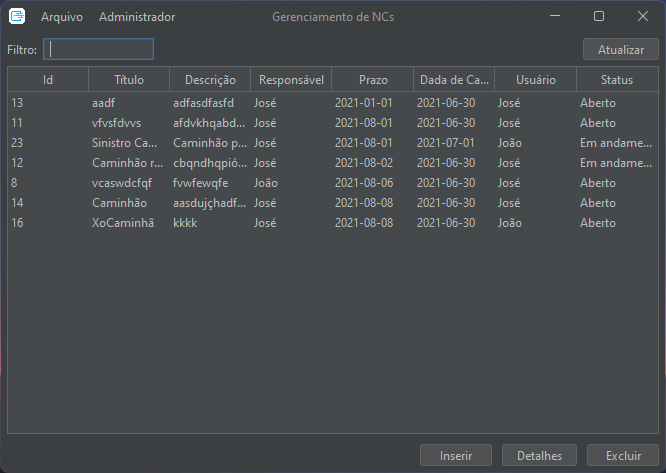 Arquivo Administrador Gerenciamento de NCs
Filtro: Atualizar
Id Título Descrição Responsável Prazo Dada de Ca... Usuário Status
13 aadf adfasdfasfd José 2021-01-01 2021-06-30 José Aberto
11 vfvsfdvvs afdvkhqabd... José 2021-08-01 2021-06-30 José Aberto
23 Sinistro Ca... Caminhão p... José 2021-08-01 2021-07-01 João Em andame...
12 Caminhão r... cbqndhqpió... José 2021-08-02 2021-06-30 José Em andame...
8 vcaswdcfqf fvwfewqfe João 2021-08-06 2021-06-30 José Aberto
14 Caminhão aasdujçhadf... José 2021-08-08 2021-06-30 José Aberto
16 XoCaminhã kkkk José 2021-08-08 2021-06-30 João Aberto
Inserir Detalhes Excluir